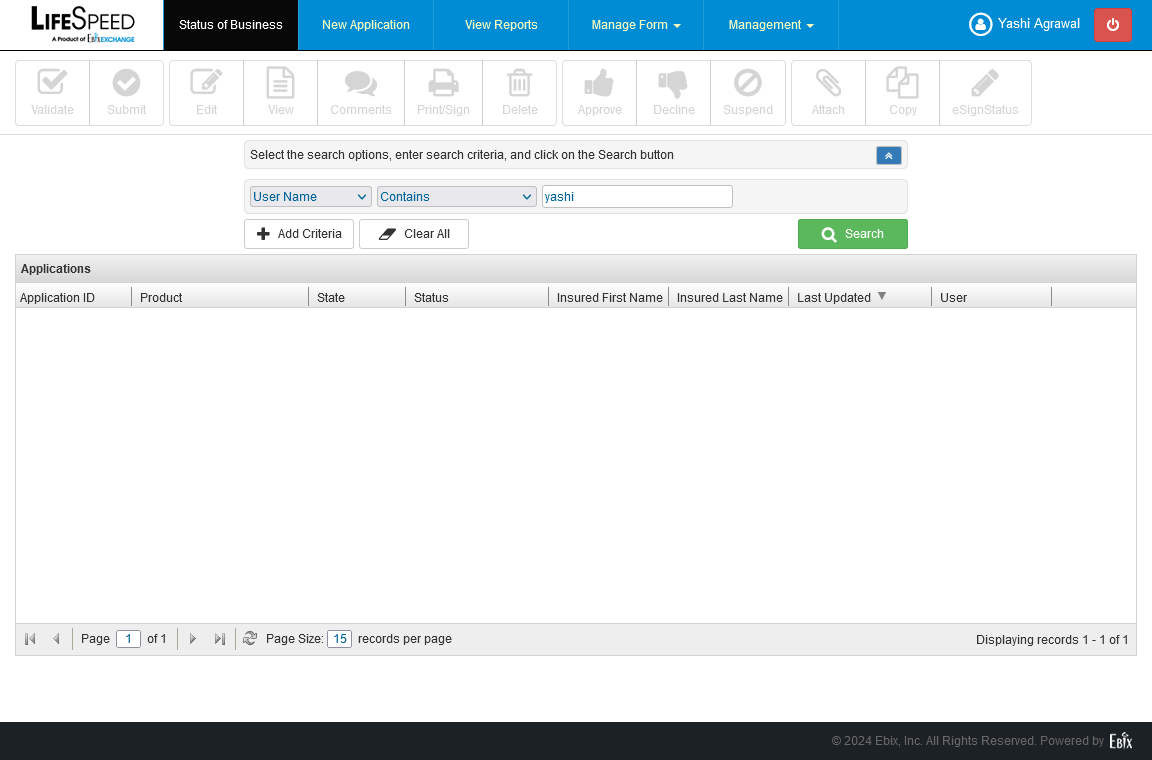 LIFESPEED
A Product of EbixEXCHANGE
Status of Business
New Application
View Reports
Manage Form
Management
Yashi Agrawal
Validate
Submit
Edit
View
Comments
Print/Sign
Delete
Approve
Decline
Suspend
Attach
Copy
eSignStatus
Select the search options, enter search criteria, and click on the Search button
User Name
Contains
yashi
Add Criteria
Clear All
Search
Applications
Application ID
Product
State
Status
Insured First Name
Insured Last Name
Last Updated
User
Page 1 of 1
Page Size: 15 records per page
Displaying records 1 - 1 of 1
© 2024 Ebix, Inc. All Rights Reserved. Powered by Ebix